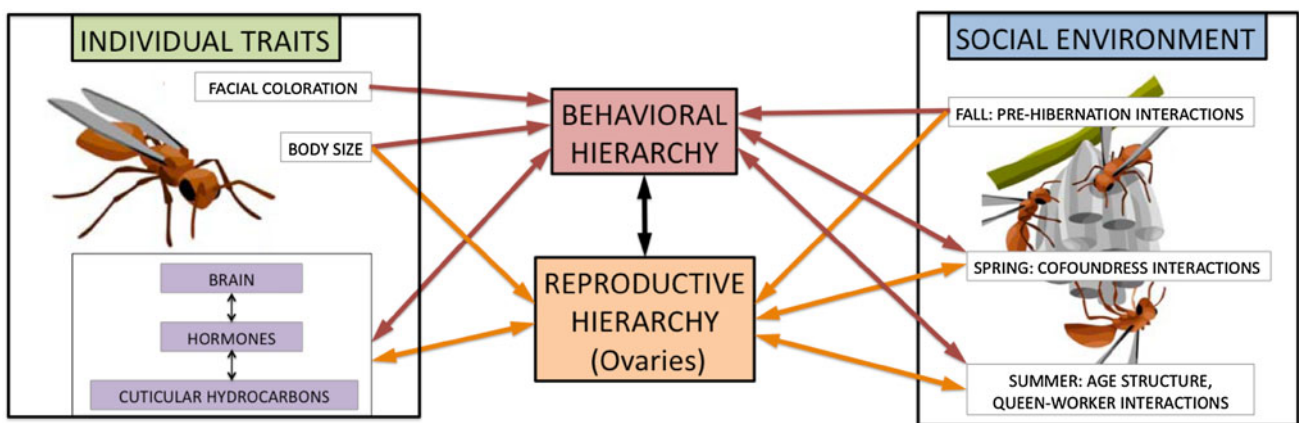 INDIVIDUAL TRAITS
FACIAL COLORATION
BODY SIZE
BRAIN
HORMONES
CUTICULAR HYDROCARBONS
BEHAVIORAL
HIERARCHY
REPRODUCTIVE
HIERARCHY
(Ovaries)
SOCIAL ENVIRONMENT
FALL: PRE-HIBERNATION INTERACTIONS
SPRING: COFOUNDRESS INTERACTIONS
SUMMER: AGE STRUCTURE,
QUEEN-WORKER INTERACTIONS